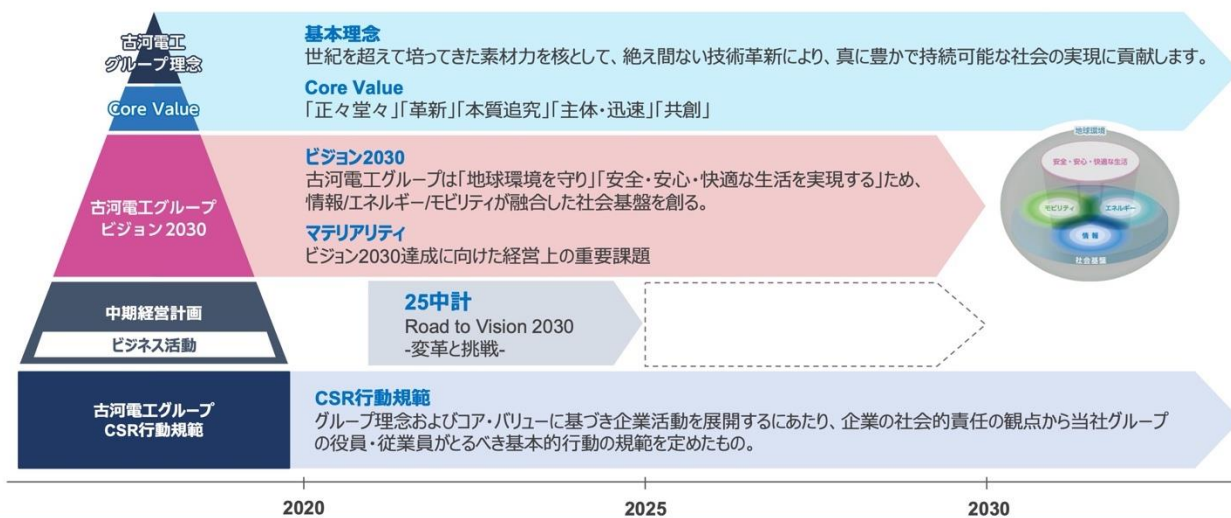 古河電工
グループ理念
基本理念
世紀を超えて培ってきた素材力を核として、絶え間ない技術革新により、真に豊かで持続可能な社会の実現に貢献します。
Core Value
Core Value
「正々堂々」「革新」「本質追究」「主体・迅速」「共創」
古河電工グループ
ビジョン2030
ビジョン2030
古河電工グループは「地球環境を守り」「安全・安心・快適な生活を実現する」ため、
情報/エネルギー/モビリティが融合した社会基盤を創る。
マテリアリティ
ビジョン2030達成に向けた経営上の重要課題
地球環境
安全・安心・快適な生活
モビリティ
エネルギー
情報
社会基盤
中期経営計画
ビジネス活動
25中計
Road to Vision 2030
-変革と挑戦-
古河電工グループ
CSR行動規範
CSR行動規範
グループ理念およびコア・バリューに基づき企業活動を展開するにあたり、企業の社会的責任の観点から当社グループ
の役員・従業員がとるべき基本的行動の規範を定めたもの。
2020
2025
2030